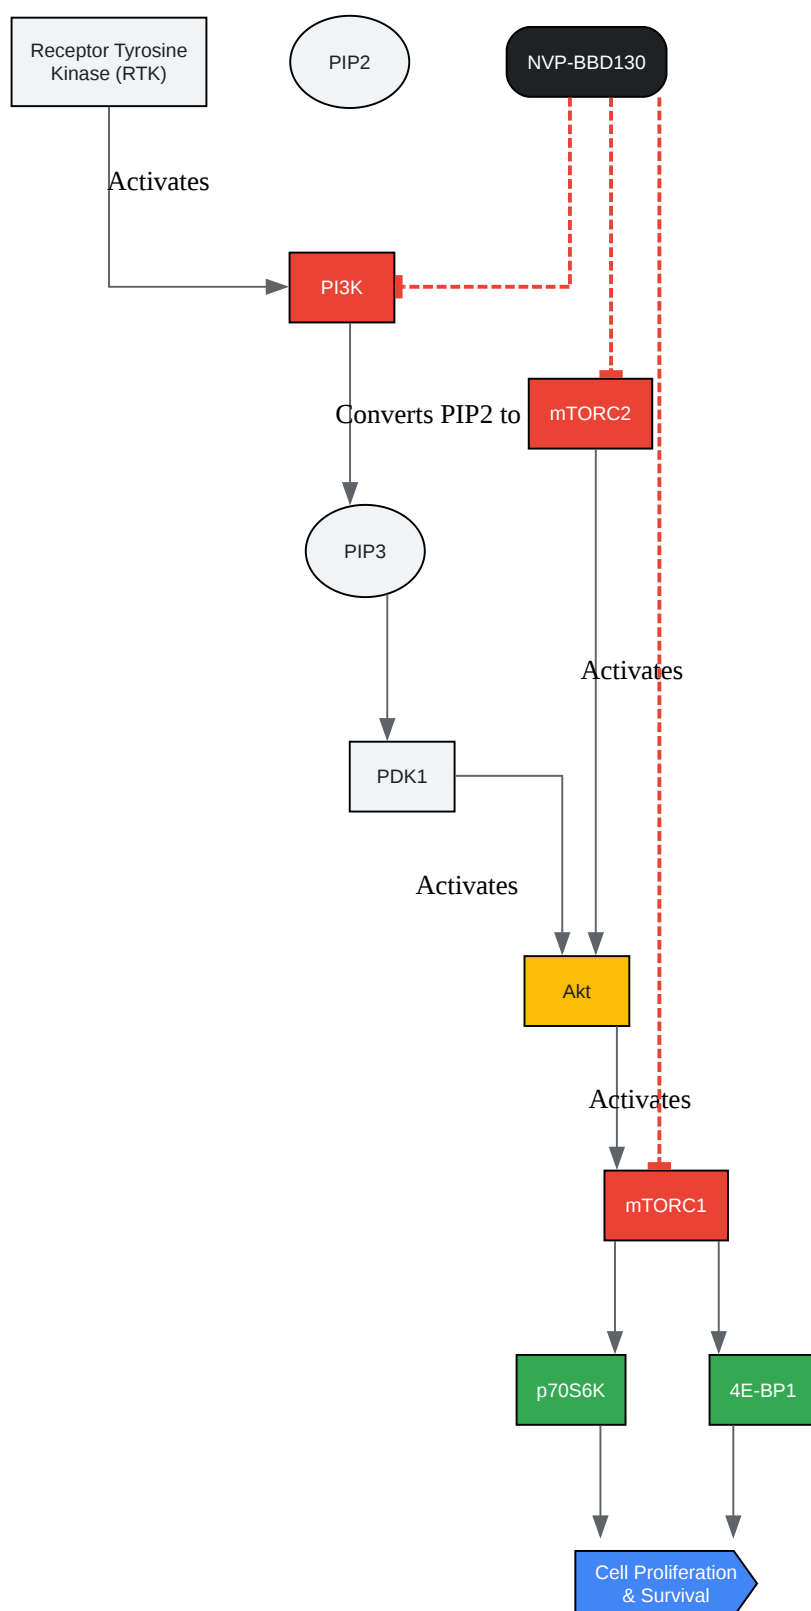 Receptor Tyrosine
Kinase (RTK)
PIP2
NVP-BBD130
Activates
PI3K
Converts PIP2 to
mTORC2
PIP3
Activates
PDK1
Activates
Akt
Activates
mTORC1
p70S6K
4E-BP1
Cell Proliferation
& Survival